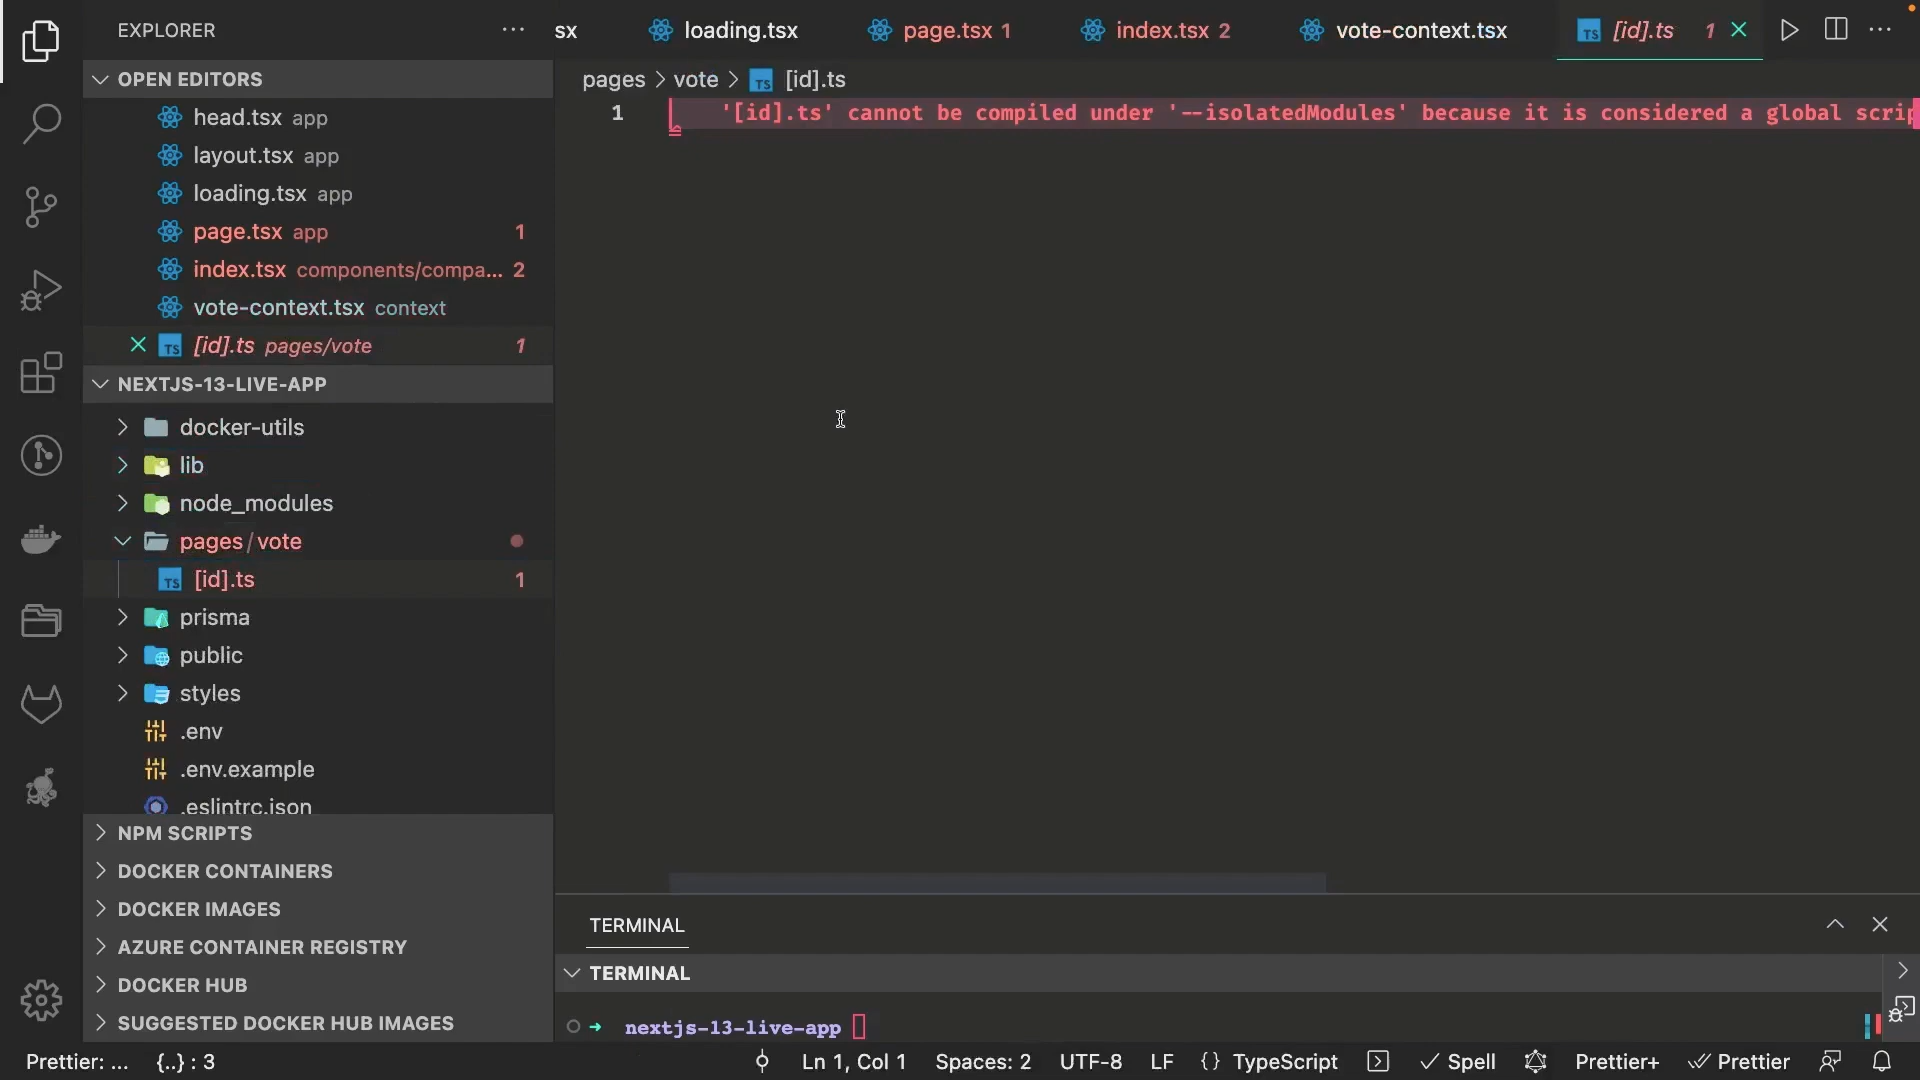 EXPLORER
sx
loading.tsx
page.tsx 1
index.tsx 2
vote-context.tsx
TS [id].ts 1
OPEN EDITORS
pages > vote > TS [id].ts
head.tsx app
layout.tsx app
loading.tsx app
page.tsx app 1
index.tsx components/compa... 2
vote-context.tsx context
TS [id].ts pages/vote 1
1 '[id].ts' cannot be compiled under '--isolatedModules' because it is considered a global scrip
NEXTJS-13-LIVE-APP
docker-utils
lib
node_modules
pages/vote
TS [id].ts 1
prisma
public
styles
.env
.env.example
.eslintrc.json
NPM SCRIPTS
DOCKER CONTAINERS
DOCKER IMAGES
AZURE CONTAINER REGISTRY
DOCKER HUB
SUGGESTED DOCKER HUB IMAGES
TERMINAL
TERMINAL
nextjs-13-live-app
Prettier: ... {..} : 3 Ln 1, Col 1 Spaces: 2 UTF-8 LF {} TypeScript Spell Prettier+ Prettier